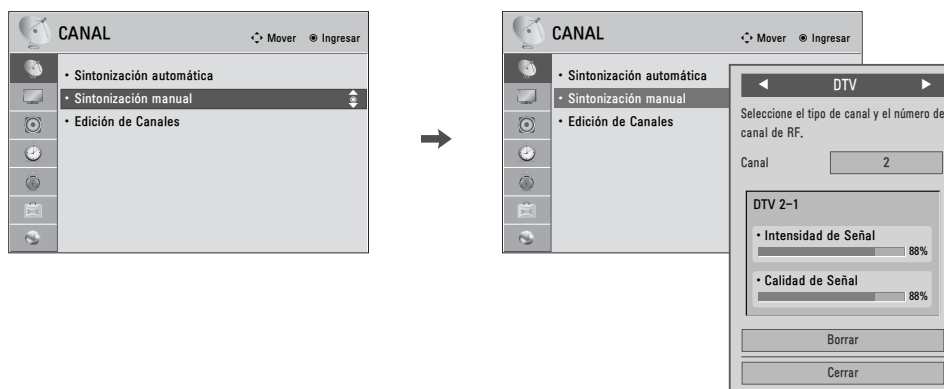 CANAL
Mover
Ingresar
• Sintonización automática
• Sintonización manual
• Edición de Canales
CANAL
Mover
Ingresar
• Sintonización automática
• Sintonización manual
• Edición de Canales
◀ DTV ▶
Seleccione el tipo de canal y el número de
canal de RF.
Canal 2
DTV 2-1
• Intensidad de Señal
88%
• Calidad de Señal
88%
Borrar
Cerrar